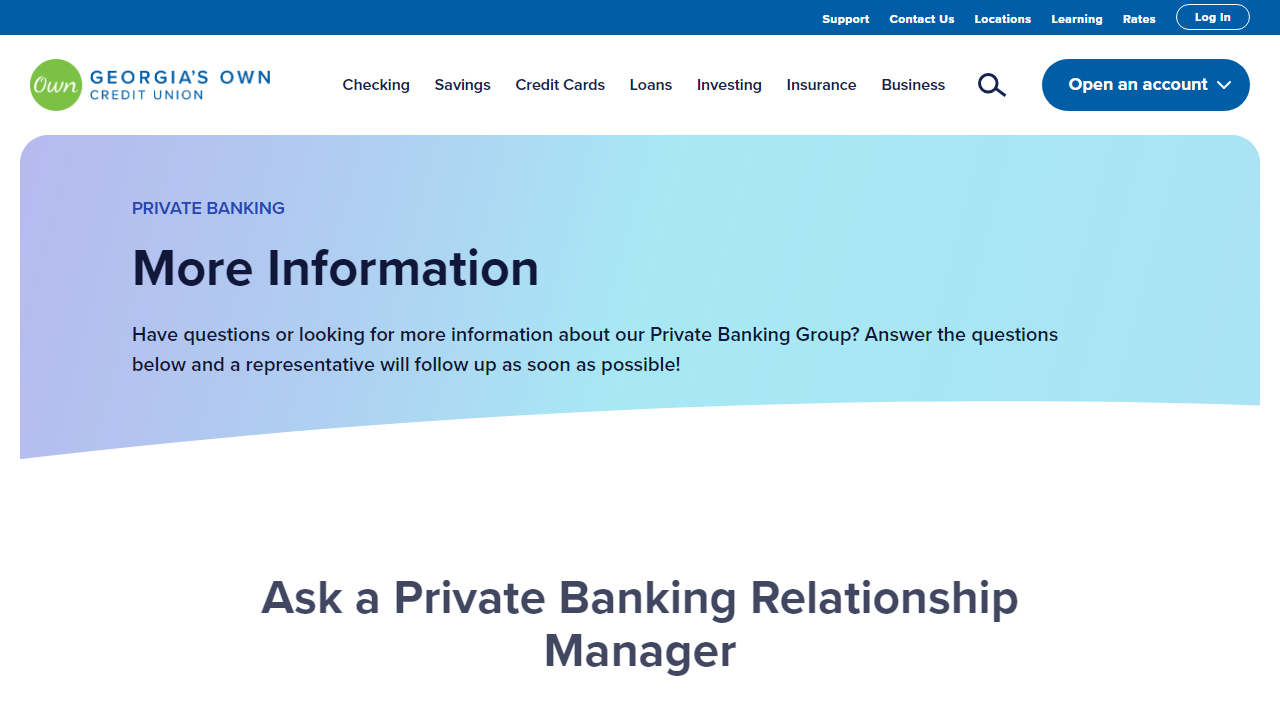 Support Contact Us Locations Learning Rates Log In
Own GEORGIA'S OWN
CREDIT UNION
Checking Savings Credit Cards Loans Investing Insurance Business Open an account
PRIVATE BANKING
More Information
Have questions or looking for more information about our Private Banking Group? Answer the questions
below and a representative will follow up as soon as possible!
Ask a Private Banking Relationship
Manager